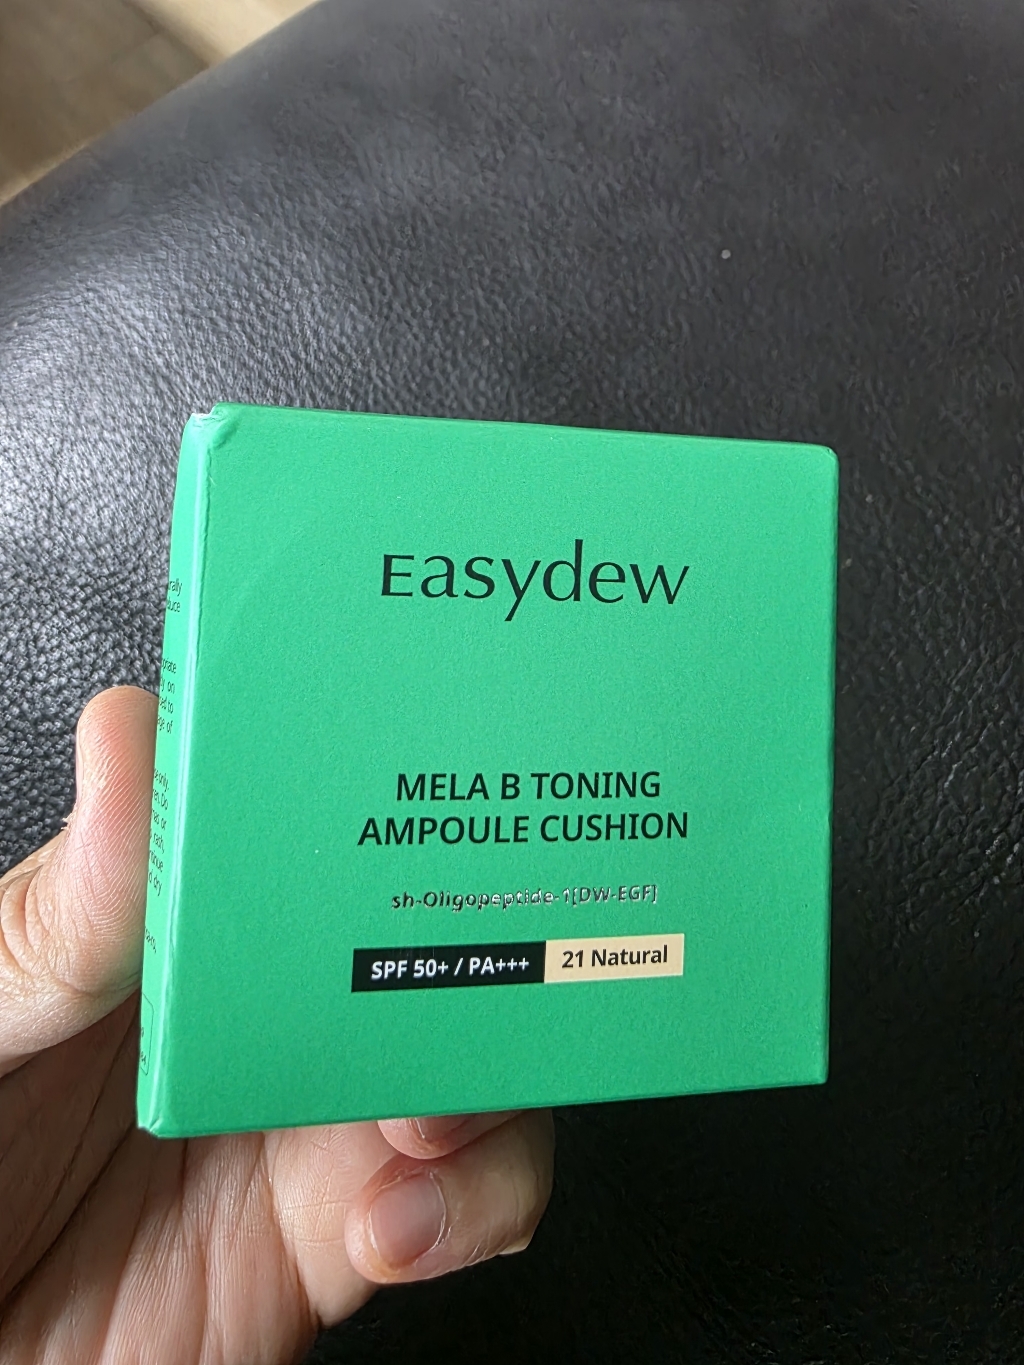 Easydew
MELA B TONING
AMPOULE CUSHION
sh-Oligopeptide-1[DW-EGF]
SPF 50+ / PA+++
21 Natural